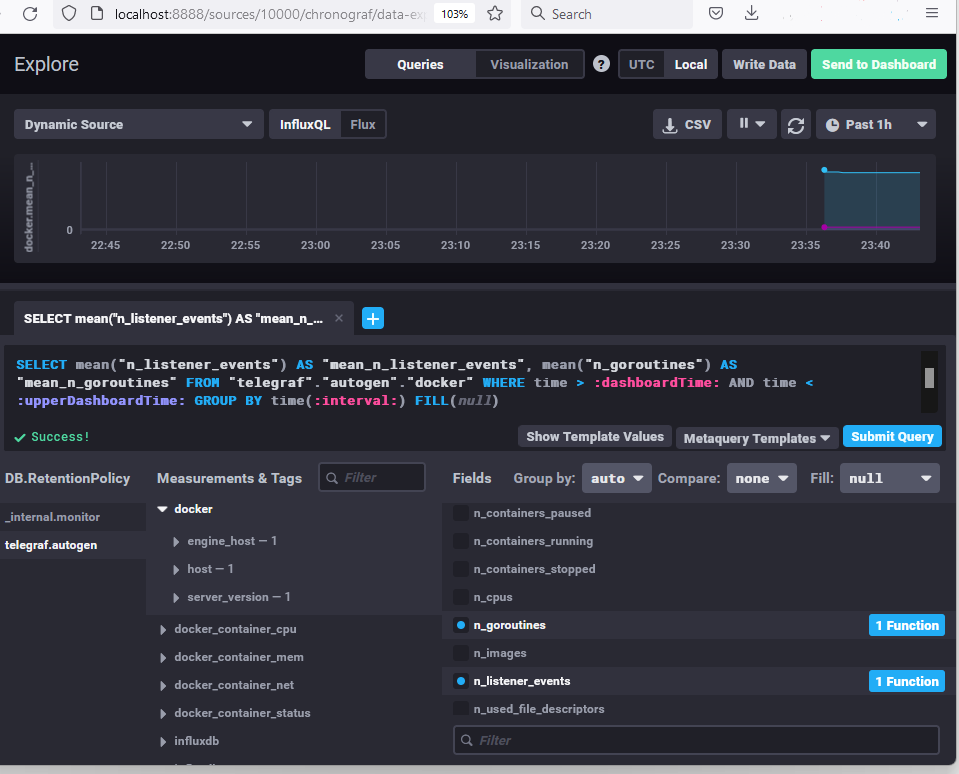 localhost:8888/sources/10000/chronograf/data-ex
103%
Search
Explore
Queries
Visualization
?
UTC
Local
Write Data
Send to Dashboard
Dynamic Source
InfluxQL
Flux
CSV
Past 1h
docker.mean_n_...
0
22:45 22:50 22:55 23:00 23:05 23:10 23:15 23:20 23:25 23:30 23:35 23:40
SELECT mean("n_listener_events") AS "mean_n_...
SELECT mean("n_listener_events") AS "mean_n_listener_events", mean("n_goroutines") AS
"mean_n_goroutines" FROM "telegraf"."autogen"."docker" WHERE time > :dashboardTime: AND time <
:upperDashboardTime: GROUP BY time(:interval:) FILL(null)
Success!
Show Template Values
Metaquery Templates
Submit Query
DB.RetentionPolicy
Measurements & Tags
Filter
Fields
Group by: auto
Compare: none
Fill: null
_internal.monitor
telegraf.autogen
docker
engine_host — 1
host — 1
server_version — 1
docker_container_cpu
docker_container_mem
docker_container_net
docker_container_status
influxdb
n_containers_paused
n_containers_running
n_containers_stopped
n_cpus
n_goroutines
1 Function
n_images
n_listener_events
1 Function
n_used_file_descriptors
Filter